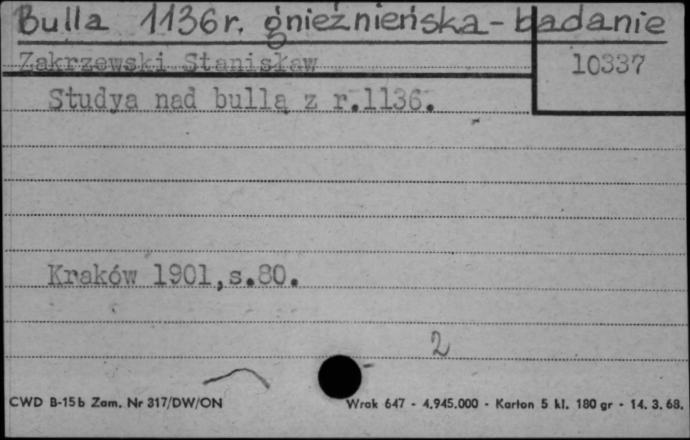 Bulla 1136r. gnieźnieńska - badanie
Zakrzewski Stanisław
10337
Studya nad bullą z r.1136.
Kraków 1901,s.80.
2
CWD B-15b Zam. Nr 317/DW/ON
Wrak 647 - 4.945.000 - Karton 5 kl. 180 gr - 14. 3. 68.